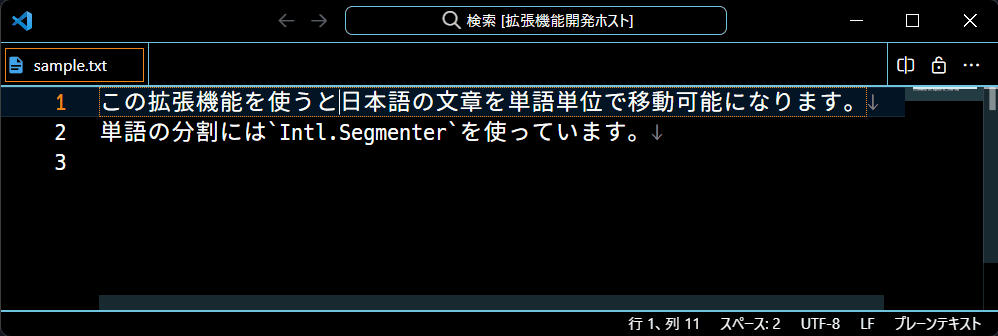 検索 [拡張機能開発ホスト]
sample.txt
1 この拡張機能を使うと日本語の文章を単語単位で移動可能になります。↓
2 単語の分割には`Intl.Segmenter`を使っています。↓
3
行 1、列 11 スペース: 2 UTF-8 LF プレーンテキスト